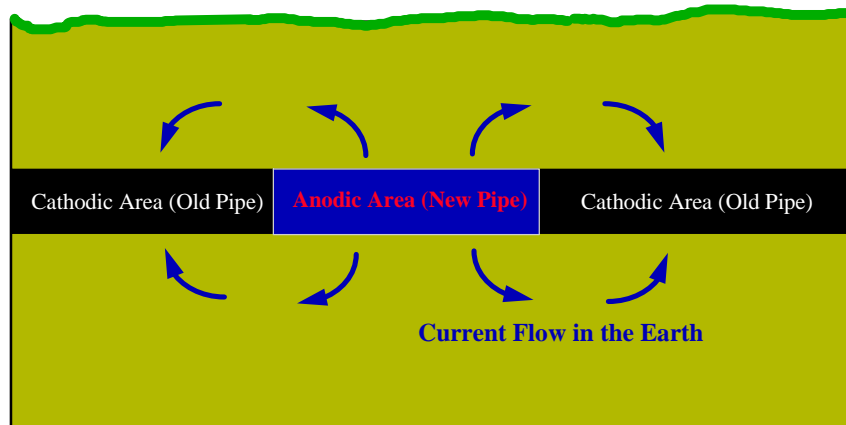 Cathodic Area (Old Pipe)
Anodic Area (New Pipe)
Cathodic Area (Old Pipe)
Current Flow in the Earth